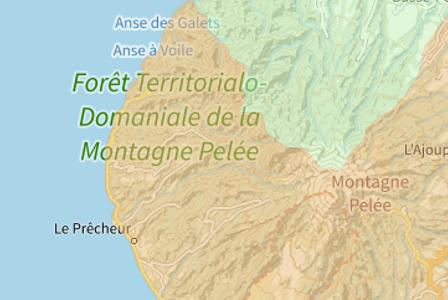 Anse des Galets
Anse à Voile
Forêt Territorialo-
Domaniale de la
Montagne Pelée
L'Ajoup
Montagne
Pelée
Le Prêcheur